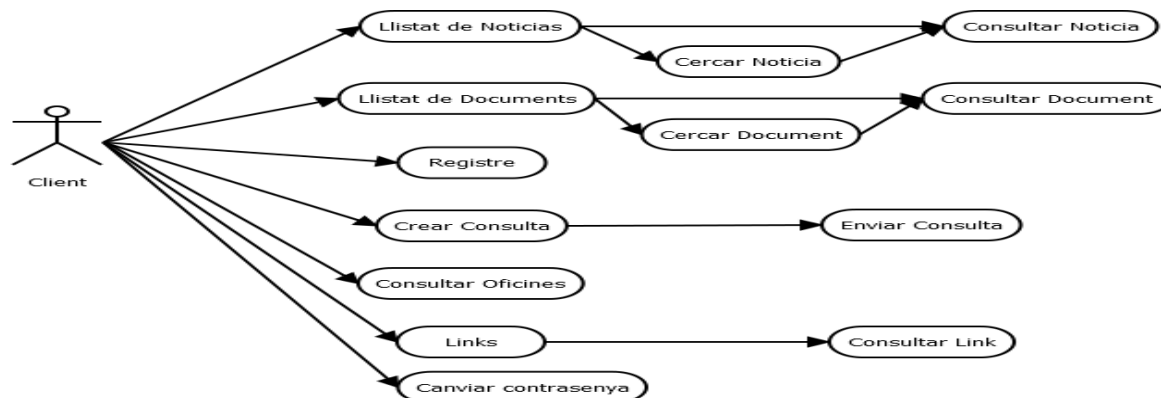 Llistat de Noticias
Consultar Noticia
Cercar Noticia
Llistat de Documents
Consultar Document
Cercar Document
Registre
Client
Crear Consulta
Enviar Consulta
Consultar Oficines
Links
Consultar Link
Canviar contrasenya